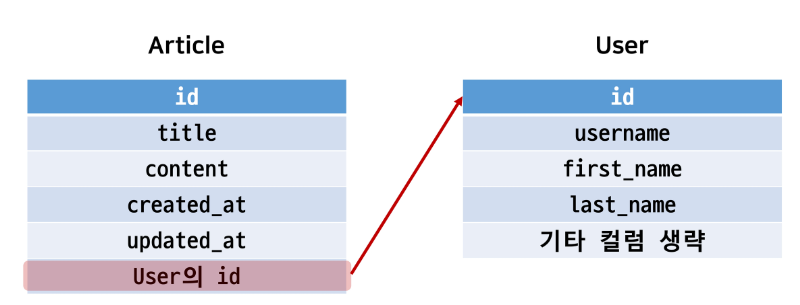 Article
id
title
content
created_at
updated_at
User의 id
User
id
username
first_name
last_name
기타 컬럼 생략